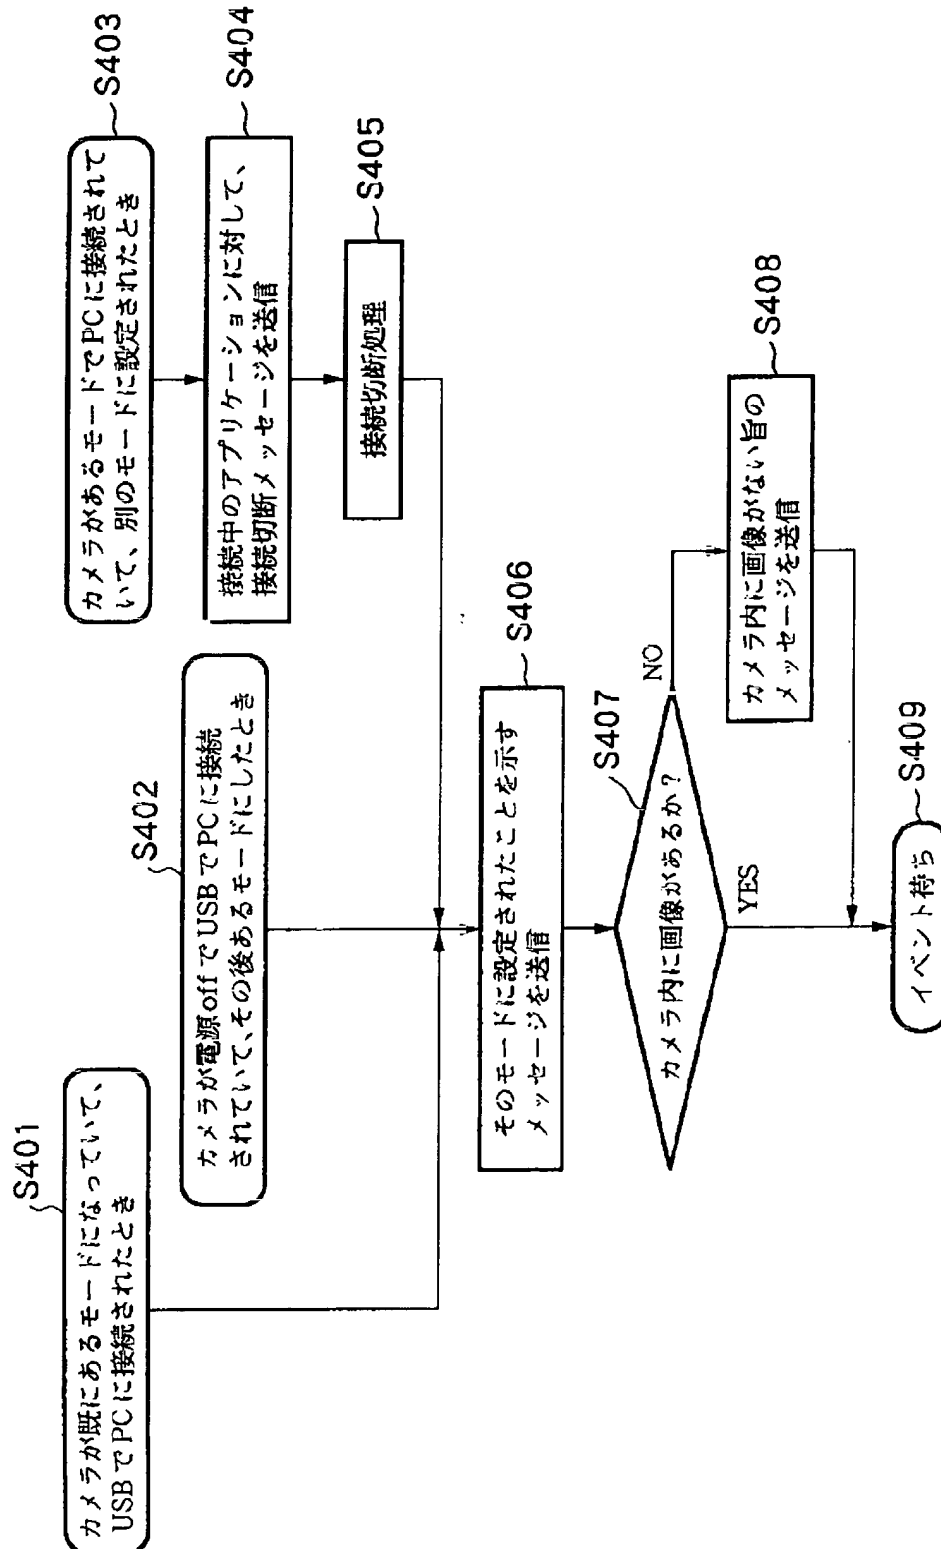 S401
カメラが既にあるモードになっていて、
USBでPCに接続されたとき
S402
カメラが電源offでUSBでPCに接続
されていて、その後あるモードにしたとき
S403
カメラがあるモードでPCに接続されて
いて、別のモードに設定されたとき
S404
接続中のアプリケーションに対して、
接続切断メッセージを送信
S405
接続切断処理
S406
そのモードに設定されたことを示す
メッセージを送信
S407
カメラ内に画像があるか?
NO
YES
S408
カメラ内に画像がない旨の
メッセージを送信
S409
イベント待ち